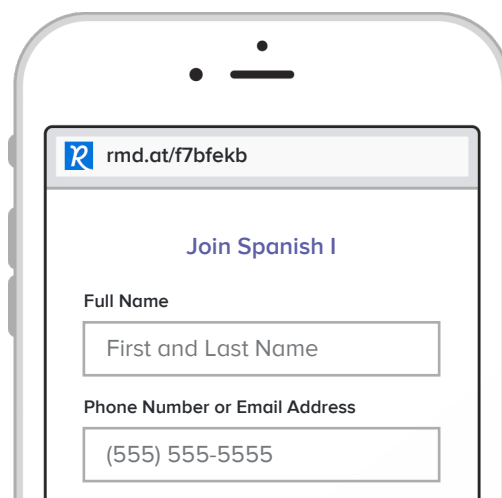 rmd.at/f7bfekb
Join Spanish I
Full Name
First and Last Name
Phone Number or Email Address
(555) 555-5555